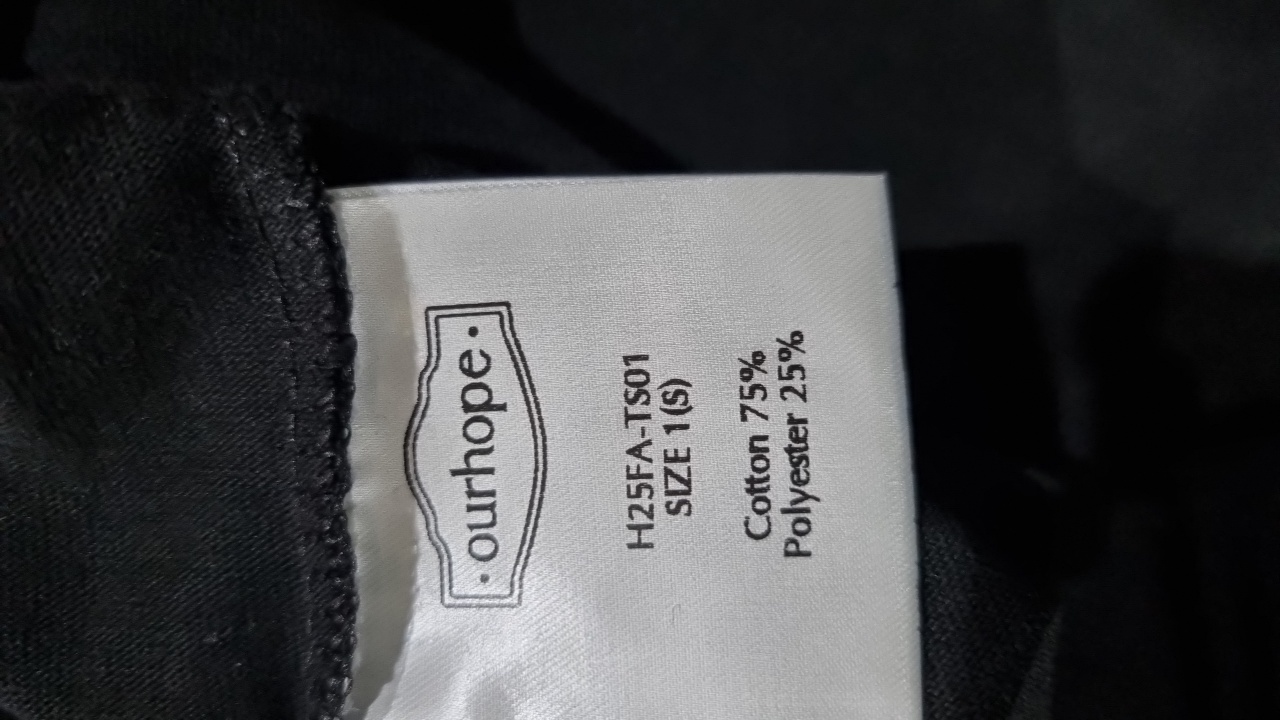 · ourhope ·
H25FA-TS01
SIZE 1(S)
Cotton 75%
Polyester 25%